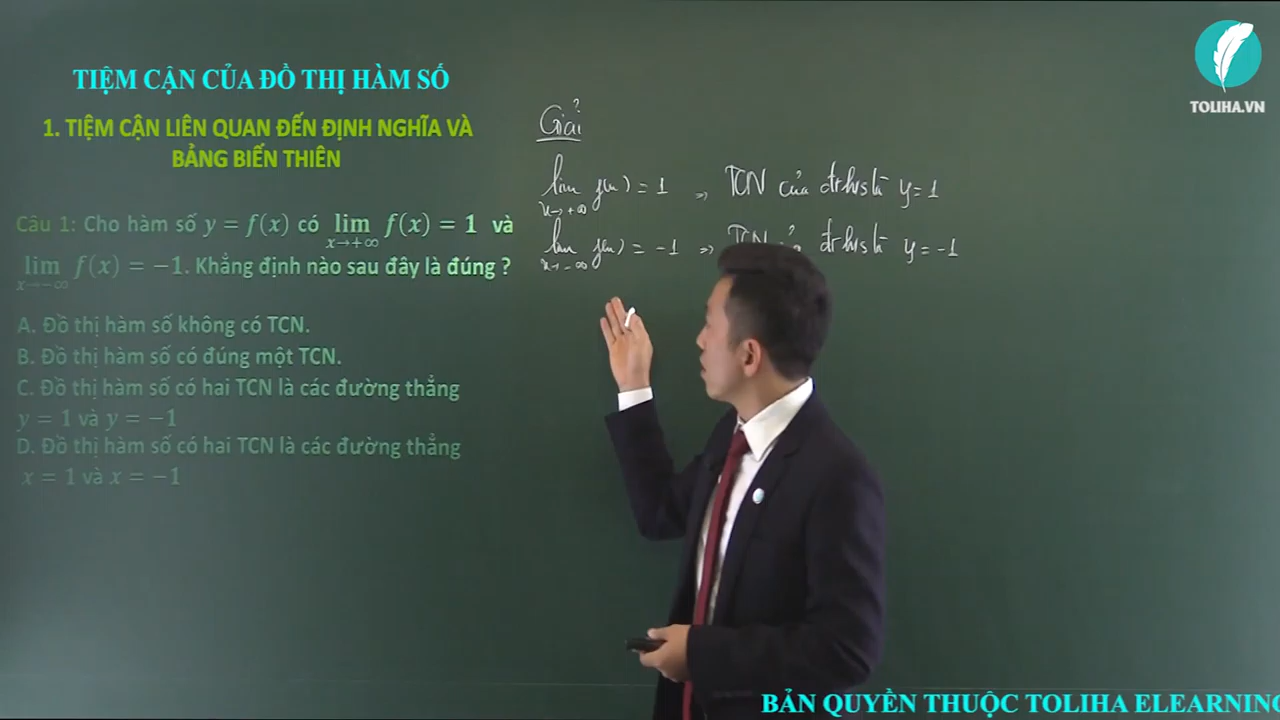 TOLIHA.VN
TIỆM CẬN CỦA ĐỒ THỊ HÀM SỐ
1. TIỆM CẬN LIÊN QUAN ĐẾN ĐỊNH NGHĨA VÀ
BẢNG BIẾN THIÊN
Câu 1: Cho hàm số y = f(x) có lim f(x) = 1 và
x→+∞
lim f(x) = −1. Khẳng định nào sau đây là đúng ?
x→−∞
A. Đồ thị hàm số không có TCN.
B. Đồ thị hàm số có đúng một TCN.
C. Đồ thị hàm số có hai TCN là các đường thẳng
y = 1 và y = −1
D. Đồ thị hàm số có hai TCN là các đường thẳng
x = 1 và x = −1
Giải
lim f(x) = 1 => TCN của đths là y = 1
x→+∞
lim f(x) = -1 => TCN đths là y = -1
x→-∞
BẢN QUYỀN THUỘC TOLIHA ELEARNING